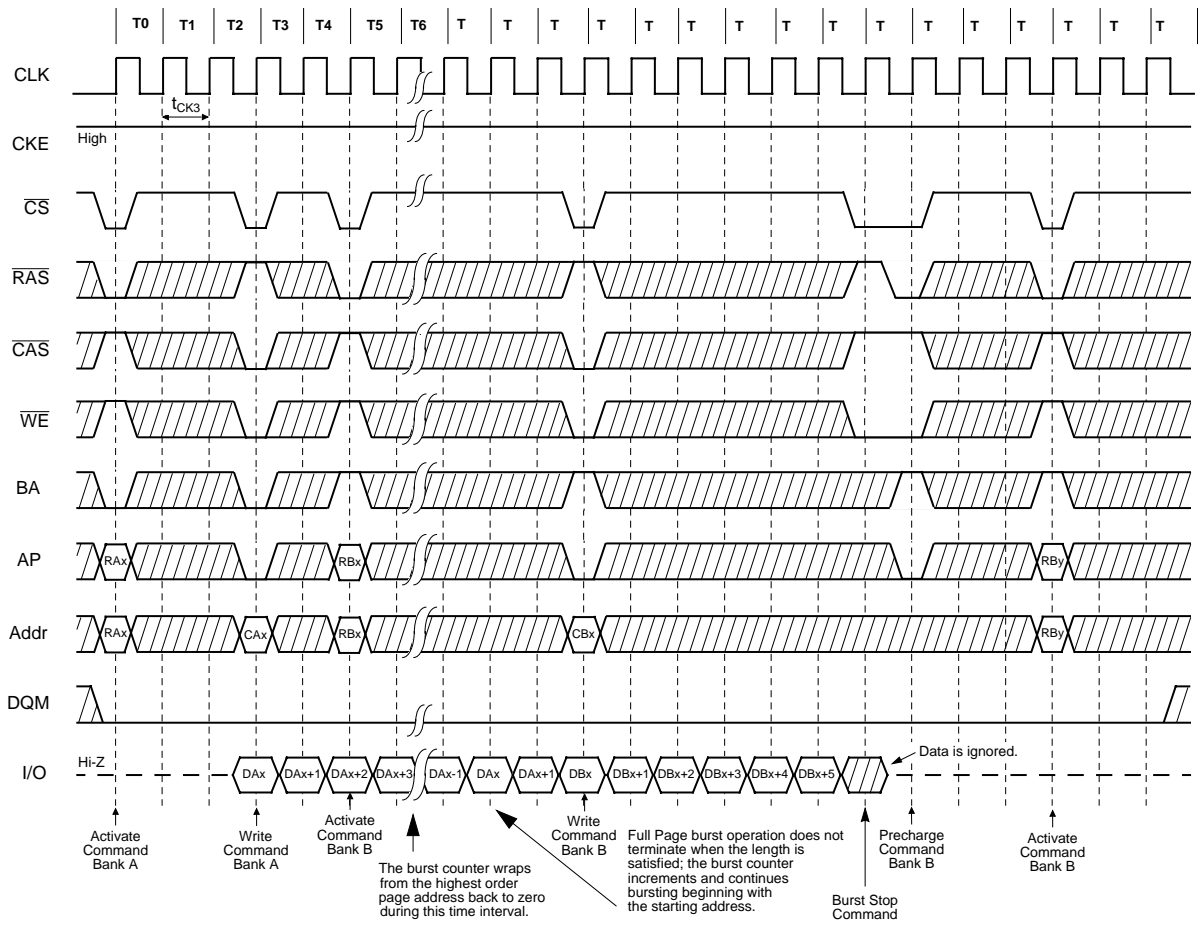 T0 T1 T2 T3 T4 T5 T6 T T T T T T T T T T T T T T T T
CLK
tCK3
CKE
High
CS
RAS
CAS
WE
BA
AP
RAx
RBx
RBy
Addr
RAx
CAx
RBx
CBx
RBy
DQM
I/O
Hi-Z
DAx DAx+1 DAx+2 DAx+3 DAx-1 DAx DAx+1 DBx DBx+1 DBx+2 DBx+3 DBx+4 DBx+5
Data is ignored.
Activate
Command
Bank A
Write
Command
Bank A
Activate
Command
Bank B
The burst counter wraps
from the highest order
page address back to zero
during this time interval.
Write
Command
Bank B
Full Page burst operation does not
terminate when the length is
satisfied; the burst counter
increments and continues
bursting beginning with
the starting address.
Burst Stop
Command
Precharge
Command
Bank B
Activate
Command
Bank B